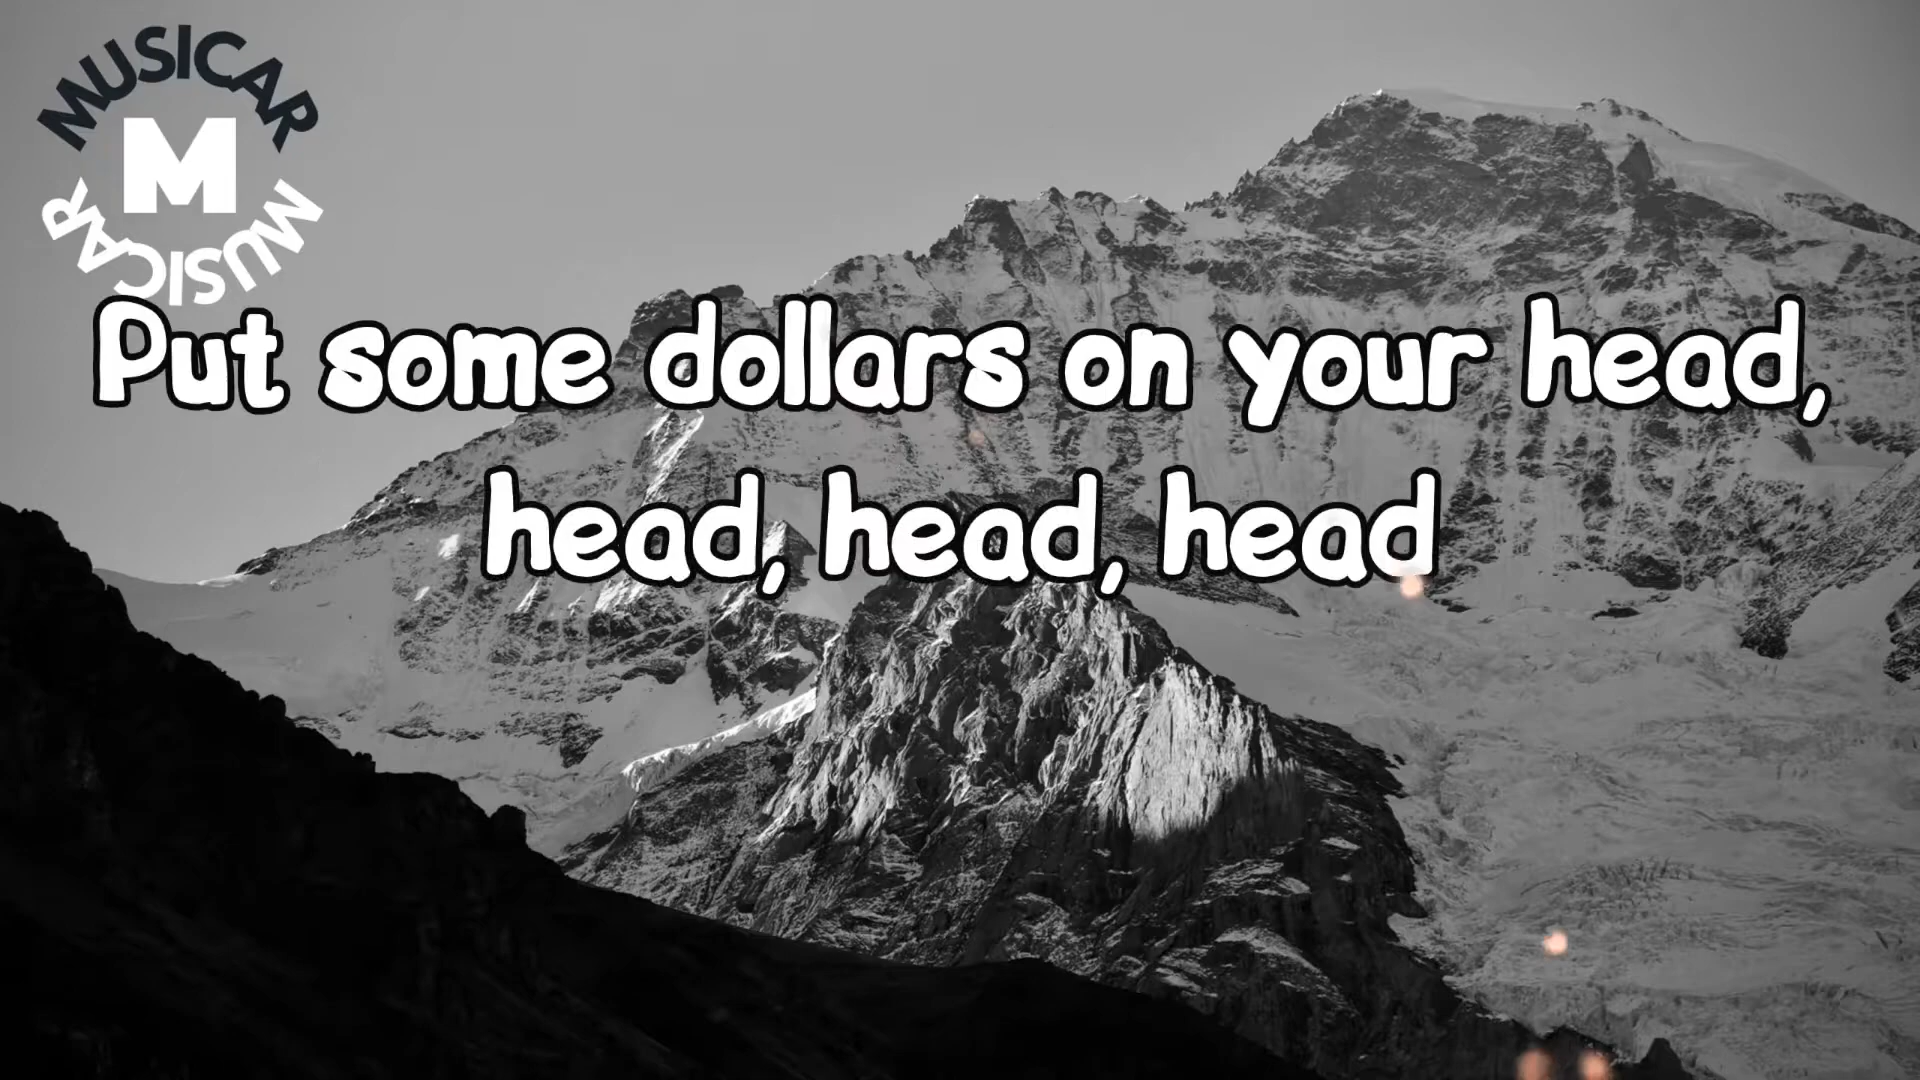 MUSICAR
M
MUSICAR
Put some dollars on your head,
head, head, head